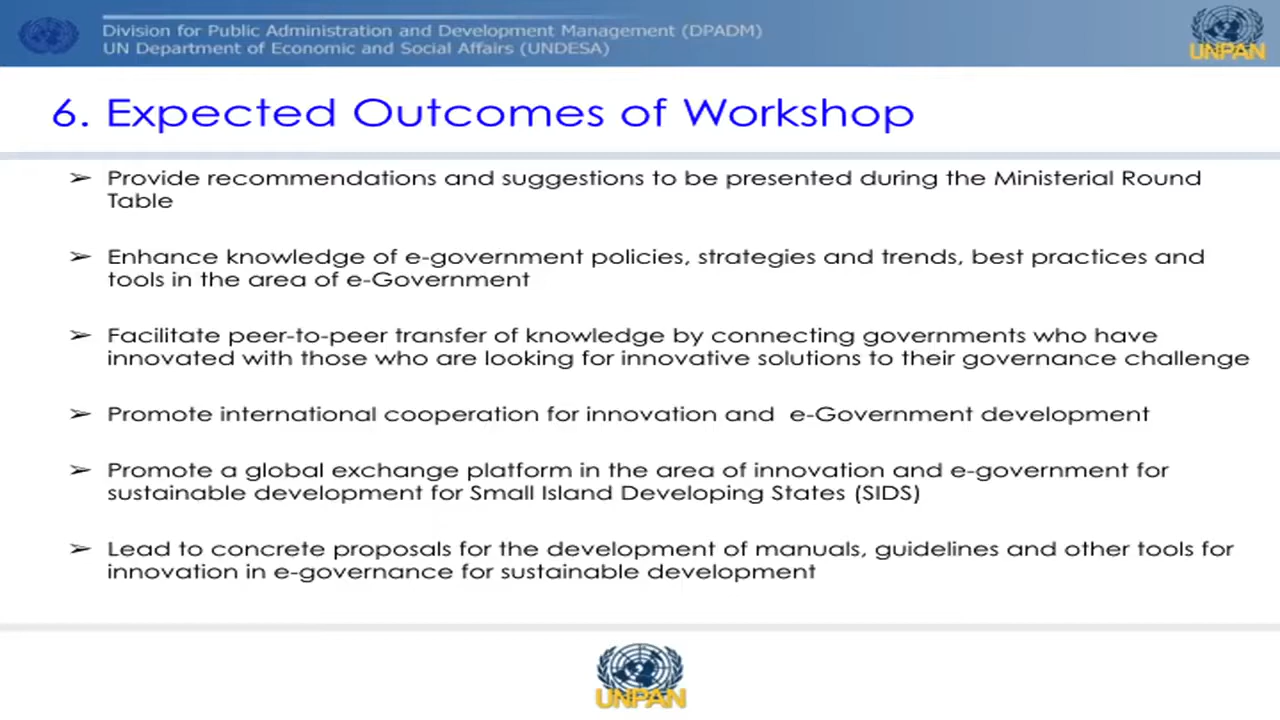 Division for Public Administration and Development Management (DPADM)
UN Department of Economic and Social Affairs (UNDESA)
UNPAN
6. Expected Outcomes of Workshop
➢ Provide recommendations and suggestions to be presented during the Ministerial Round
Table
➢ Enhance knowledge of e-government policies, strategies and trends, best practices and
tools in the area of e-Government
➢ Facilitate peer-to-peer transfer of knowledge by connecting governments who have
innovated with those who are looking for innovative solutions to their governance challenge
➢ Promote international cooperation for innovation and  e-Government development
➢ Promote a global exchange platform in the area of innovation and e-government for
sustainable development for Small Island Developing States (SIDS)
➢ Lead to concrete proposals for the development of manuals, guidelines and other tools for
innovation in e-governance for sustainable development
UNPAN